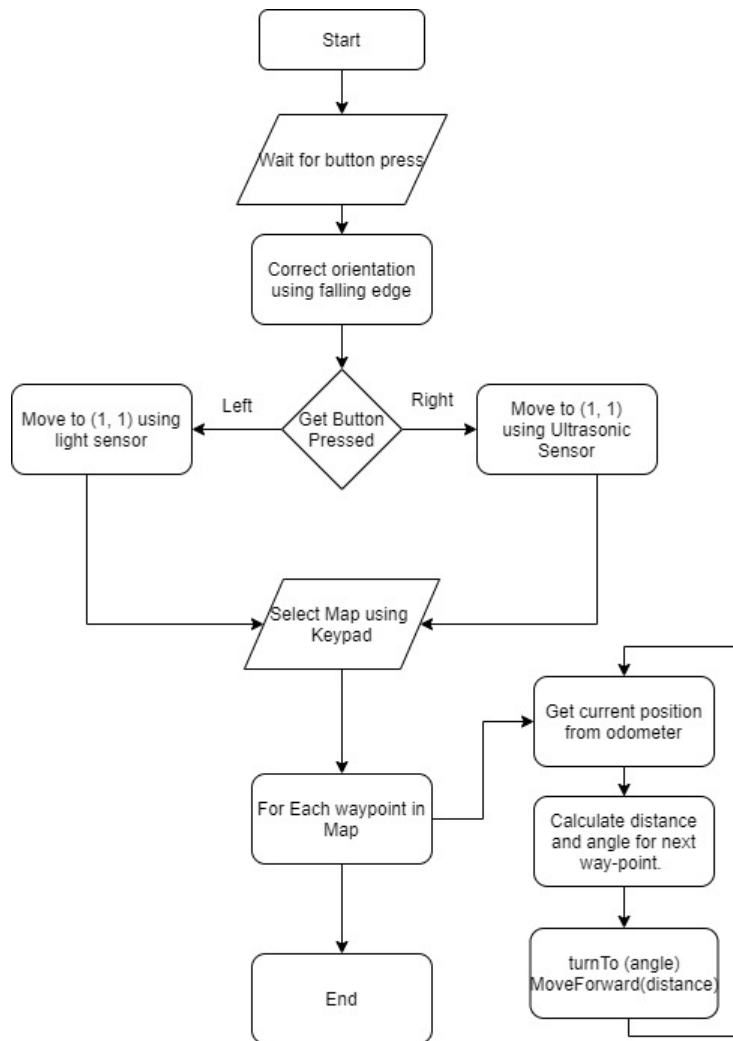 Start
Wait for button press
Correct orientation
using falling edge
Left
Get Button
Pressed
Right
Move to (1, 1) using
light sensor
Move to (1, 1)
using Ultrasonic
Sensor
Select Map using
Keypad
Get current position
from odometer
For Each waypoint in
Map
Calculate distance
and angle for next
way-point.
turnTo (angle)
MoveForward(distance)
End